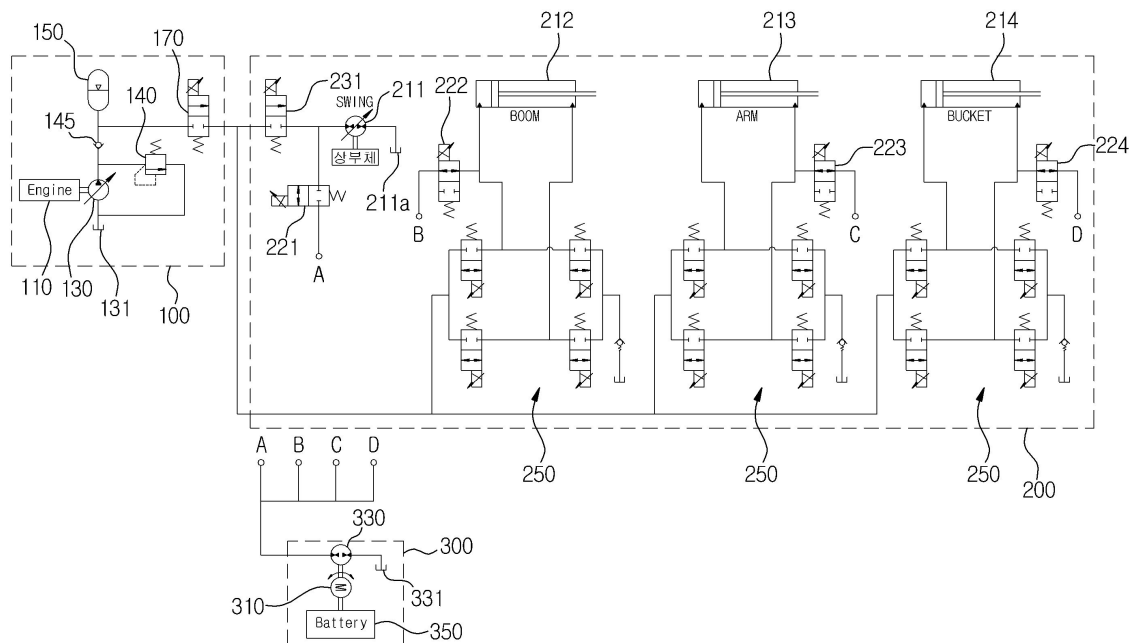 150
170
140
145
Engine
110
130
131
100
231
SWING
211
상부체
211a
221
A
212
222
BOOM
B
250
213
ARM
223
C
250
214
BUCKET
224
D
250
200
A B C D
330
300
331
310
M
Battery
350